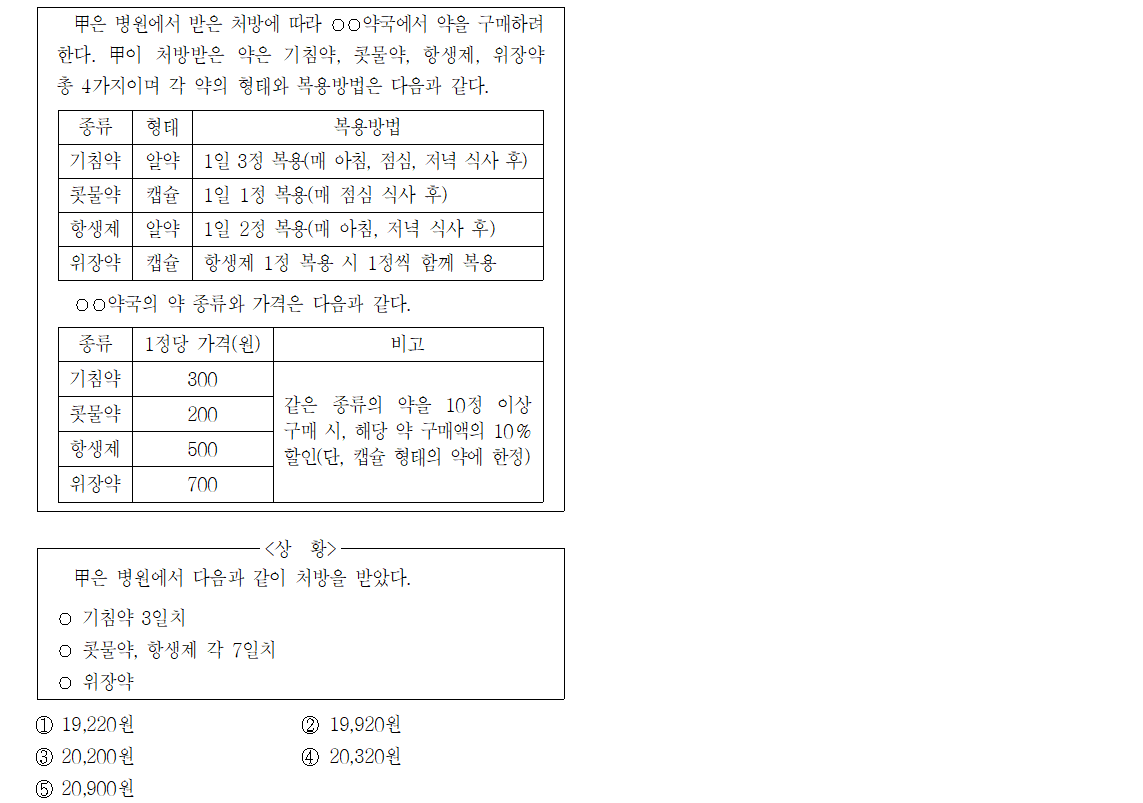 甲은 병원에서 받은 처방에 따라 ○○약국에서 약을 구매하려
한다. 甲이 처방받은 약은 기침약, 콧물약, 항생제, 위장약
총 4가지이며 각 약의 형태와 복용방법은 다음과 같다.
종류 형태 복용방법
기침약 알약 1일 3정 복용(매 아침, 점심, 저녁 식사 후)
콧물약 캡슐 1일 1정 복용(매 점심 식사 후)
항생제 알약 1일 2정 복용(매 아침, 저녁 식사 후)
위장약 캡슐 항생제 1정 복용 시 1정씩 함께 복용
○○약국의 약 종류와 가격은 다음과 같다.
종류 1정당 가격(원) 비고
기침약 300
콧물약 200
항생제 500
위장약 700
같은 종류의 약을 10정 이상
구매 시, 해당 약 구매액의 10%
할인(단, 캡슐 형태의 약에 한정)
<상 황>
甲은 병원에서 다음과 같이 처방을 받았다.
○ 기침약 3일치
○ 콧물약, 항생제 각 7일치
○ 위장약
① 19,220원 ② 19,920원
③ 20,200원 ④ 20,320원
⑤ 20,900원